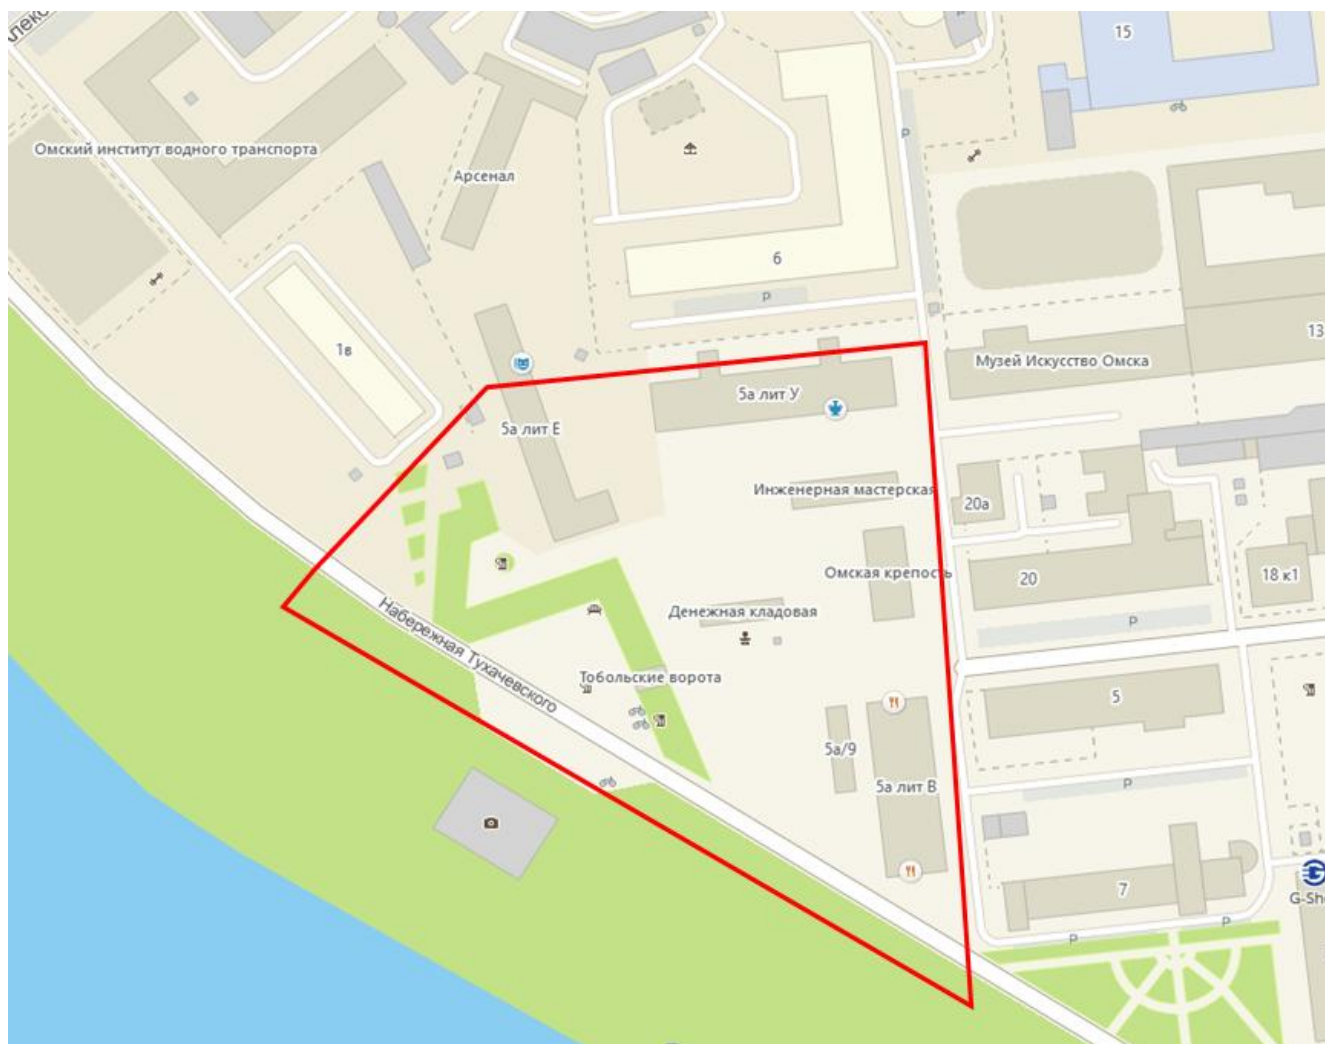 15
Омский институт водного транспорта
P
Арсенал
6
P
13
1в
Музей Искусство Омска
5а лит У
5а лит Е
Инженерная мастерская
20а
Омская крепость
20
18 к1
Денежная кладовая
P
Набережная Тухачевского
Тобольские ворота
5
5а/9
5а лит В
P
7
G-Sh
P
P